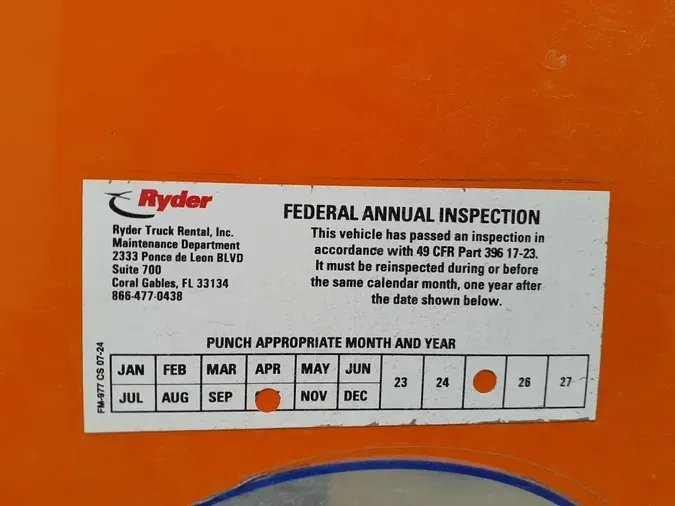 Ryder
Ryder Truck Rental, Inc.
Maintenance Department
2333 Ponce de Leon BLVD
Suite 700
Coral Gables, FL 33134
866-477-0438
FEDERAL ANNUAL INSPECTION
This vehicle has passed an inspection in
accordance with 49 CFR Part 396 17-23.
It must be reinspected during or before
the same calendar month, one year after
the date shown below.
PUNCH APPROPRIATE MONTH AND YEAR
JAN FEB MAR APR MAY JUN
JUL AUG SEP NOV DEC
23 24 26 27
FM-977 CS 07-24